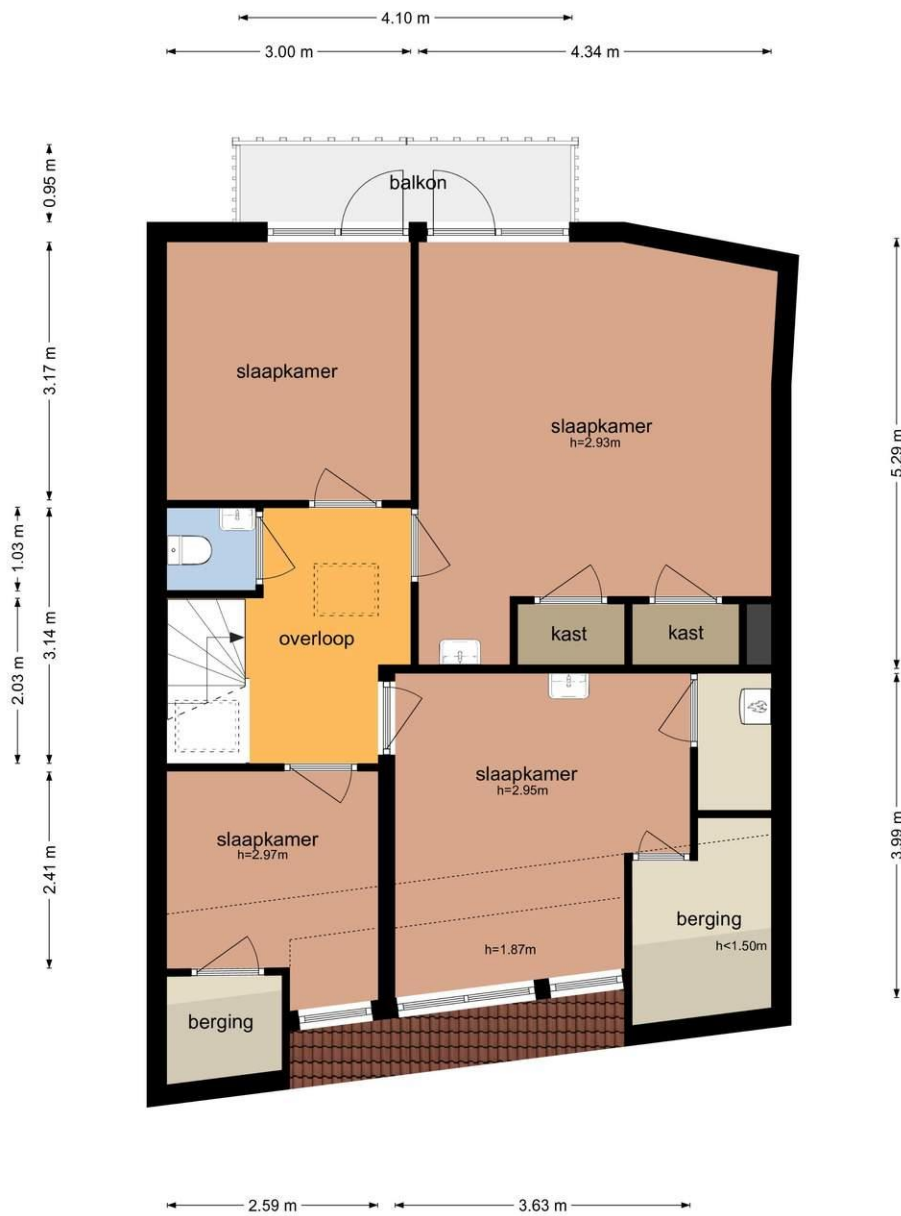 4.10 m
3.00 m
4.34 m
0.95 m
balkon
3.17 m
slaapkamer
slaapkamer
h=2.93m
5.29 m
1.03 m
3.14 m
2.03 m
overloop
kast
kast
slaapkamer
h=2.95m
slaapkamer
h=2.97m
2.41 m
3.99 m
berging
h<1.50m
h=1.87m
berging
2.59 m
3.63 m